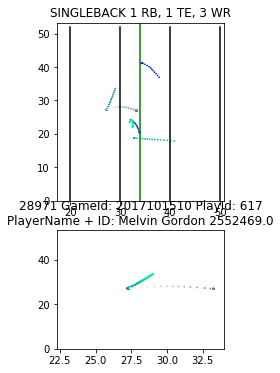 SINGLEBACK 1 RB, 1 TE, 3 WR
50
40
30
20
10
0
20 30 40 50
28971 GameId: 2017101510 PlayId: 617
PlayerName + ID: Melvin Gordon 2552469.0
40
20
0
22.5 25.0 27.5 30.0 32.5